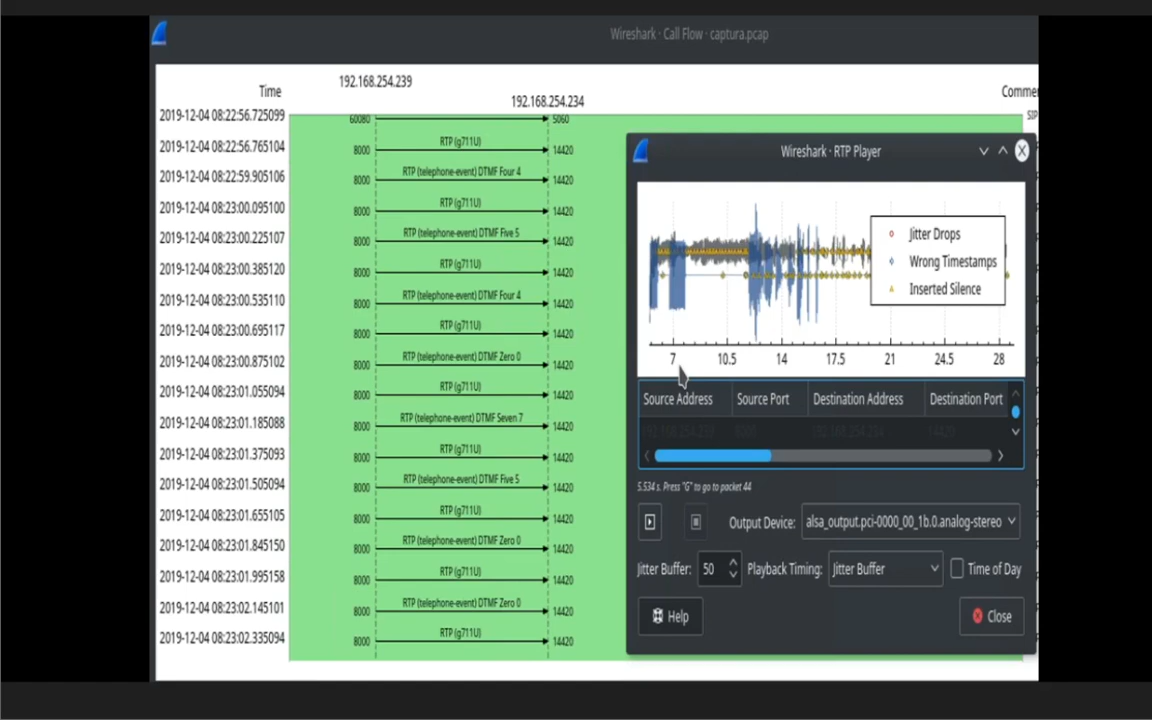 Wireshark · Call Flow · captura.pcap
192.168.254.239
Time
192.168.254.234
2019-12-04 08:22:56.725099 60080 5060
2019-12-04 08:22:56.765104 8000 RTP (g711U) 14420
2019-12-04 08:22:59.905106 8000 RTP (telephone-event) DTMF Four 4 14420
2019-12-04 08:23:00.095100 8000 RTP (g711U) 14420
2019-12-04 08:23:00.225107 8000 RTP (telephone-event) DTMF Five 5 14420
2019-12-04 08:23:00.385120 8000 RTP (g711U) 14420
2019-12-04 08:23:00.535110 8000 RTP (telephone-event) DTMF Four 4 14420
2019-12-04 08:23:00.695117 8000 RTP (g711U) 14420
2019-12-04 08:23:00.875102 8000 RTP (telephone-event) DTMF Zero 0 14420
2019-12-04 08:23:01.055094 8000 RTP (g711U) 14420
2019-12-04 08:23:01.185088 8000 RTP (telephone-event) DTMF Seven 7 14420
2019-12-04 08:23:01.375093 8000 RTP (g711U) 14420
2019-12-04 08:23:01.505094 8000 RTP (telephone-event) DTMF Five 5 14420
2019-12-04 08:23:01.655105 8000 RTP (g711U) 14420
2019-12-04 08:23:01.845150 8000 RTP (telephone-event) DTMF Zero 0 14420
2019-12-04 08:23:01.995158 8000 RTP (g711U) 14420
2019-12-04 08:23:02.145101 8000 RTP (telephone-event) DTMF Zero 0 14420
2019-12-04 08:23:02.335094 8000 RTP (g711U) 14420
Comme
SIP
Wireshark · RTP Player
Jitter Drops
Wrong Timestamps
Inserted Silence
7 10.5 14 17.5 21 24.5 28
Source Address Source Port Destination Address Destination Port
192.168.254.239 8000 192.168.254.234 14420
5.534 s. Press "G" to go to packet 44
Output Device: alsa_output.pci-0000_00_1b.0.analog-stereo
Jitter Buffer: 50 Playback Timing: Jitter Buffer Time of Day
Help Close